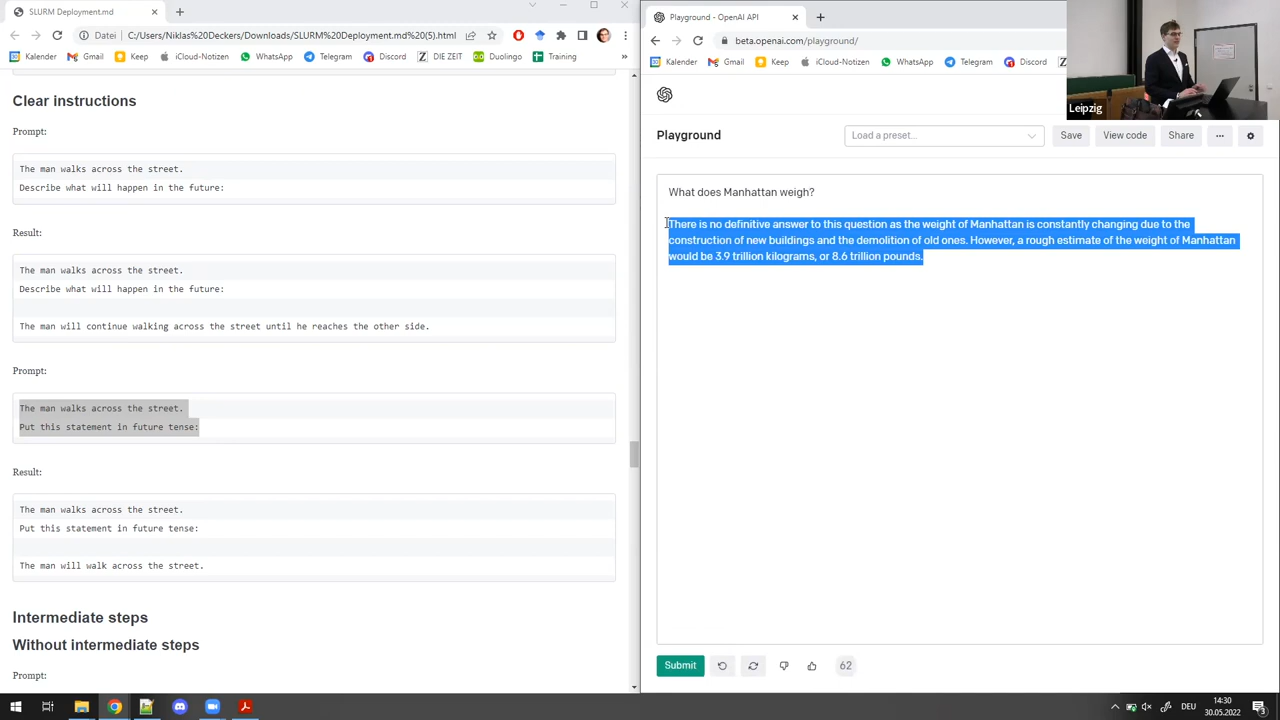 SLURM Deployment.md
Datei
C:/Users/Niklas%20Deckers/Downloads/SLURM%20Deployment.md%20(5).html
Kalender
Gmail
Keep
iCloud-Notizen
WhatsApp
Telegram
Discord
DIE ZEIT
Duolingo
Training
»
Clear instructions
Prompt:
The man walks across the street.
Describe what will happen in the future:
Result:
The man walks across the street.
Describe what will happen in the future:
The man will continue walking across the street until he reaches the other side.
Prompt:
The man walks across the street.
Put this statement in future tense:
Result:
The man walks across the street.
Put this statement in future tense:
The man will walk across the street.
Intermediate steps
Without intermediate steps
Prompt:
Playground - OpenAI API
beta.openai.com/playground/
Kalender
Gmail
Keep
iCloud-Notizen
WhatsApp
Telegram
Discord
Leipzig
Playground
Load a preset...
Save
View code
Share
...
What does Manhattan weigh?
There is no definitive answer to this question as the weight of Manhattan is constantly changing due to the
construction of new buildings and the demolition of old ones. However, a rough estimate of the weight of Manhattan
would be 3.9 trillion kilograms, or 8.6 trillion pounds.
Submit
62
DEU
14:30
30.05.2022
3